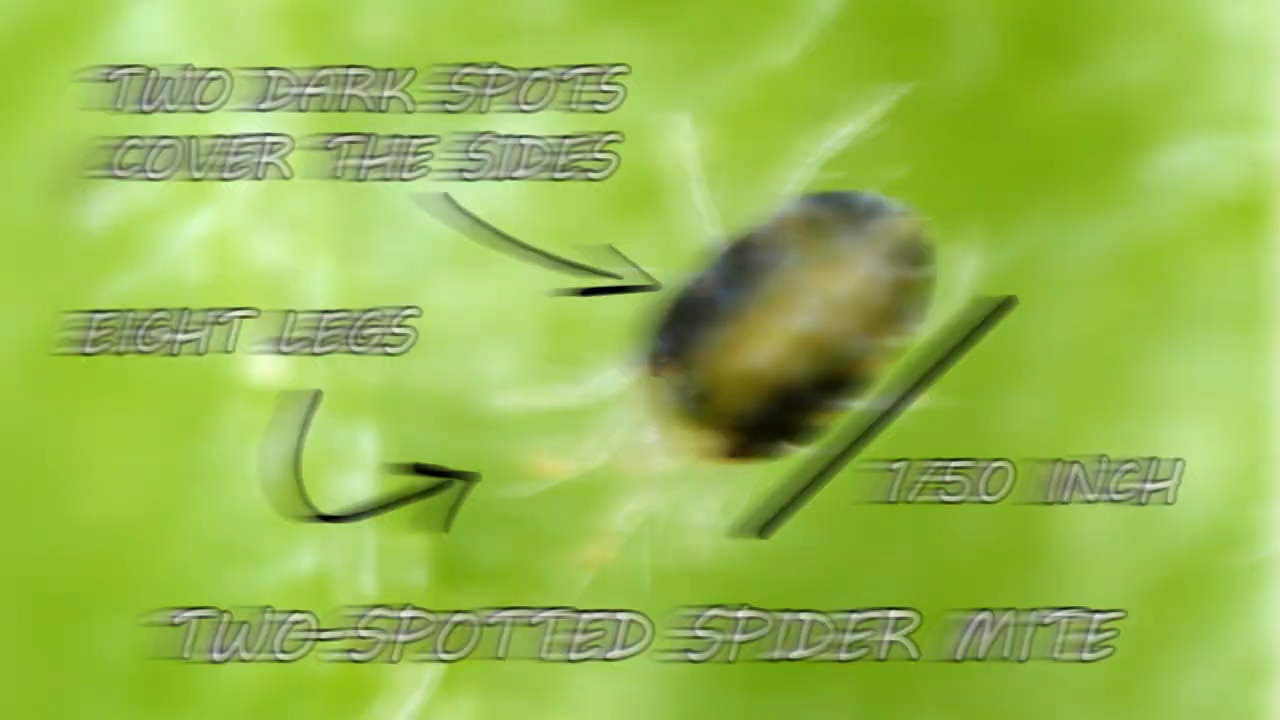 TWO DARK SPOTS
COVER THE SIDES
EIGHT LEGS
1/50 INCH
TWO-SPOTTED SPIDER MITE